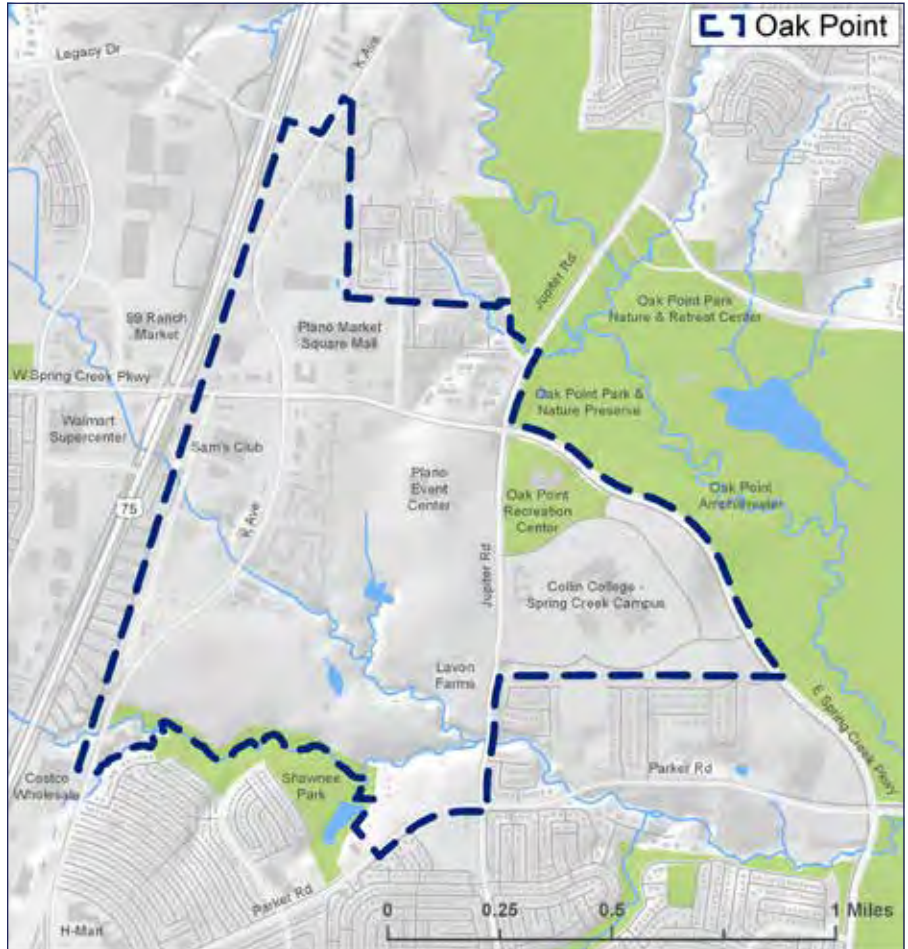 Oak Point
Legacy Dr
K Ave
Jupiter Rd
Oak Point Park
Nature & Retreat Center
99 Ranch
Market
Plano Market
Square Mall
W Spring Creek Pkwy
Oak Point Park &
Nature Preserve
Walmart
Supercenter
Sam's Club
Plano
Event
Center
Oak Point
Recreation
Center
Oak Point
Amphitheater
75
K Ave
Jupiter Rd
Collin College -
Spring Creek Campus
Lavon
Farms
E Spring Creek Pkwy
Costco
Wholesale
Shawnee
Park
Parker Rd
Parker Rd
H-Mart
0 0.25 0.5 1 Miles